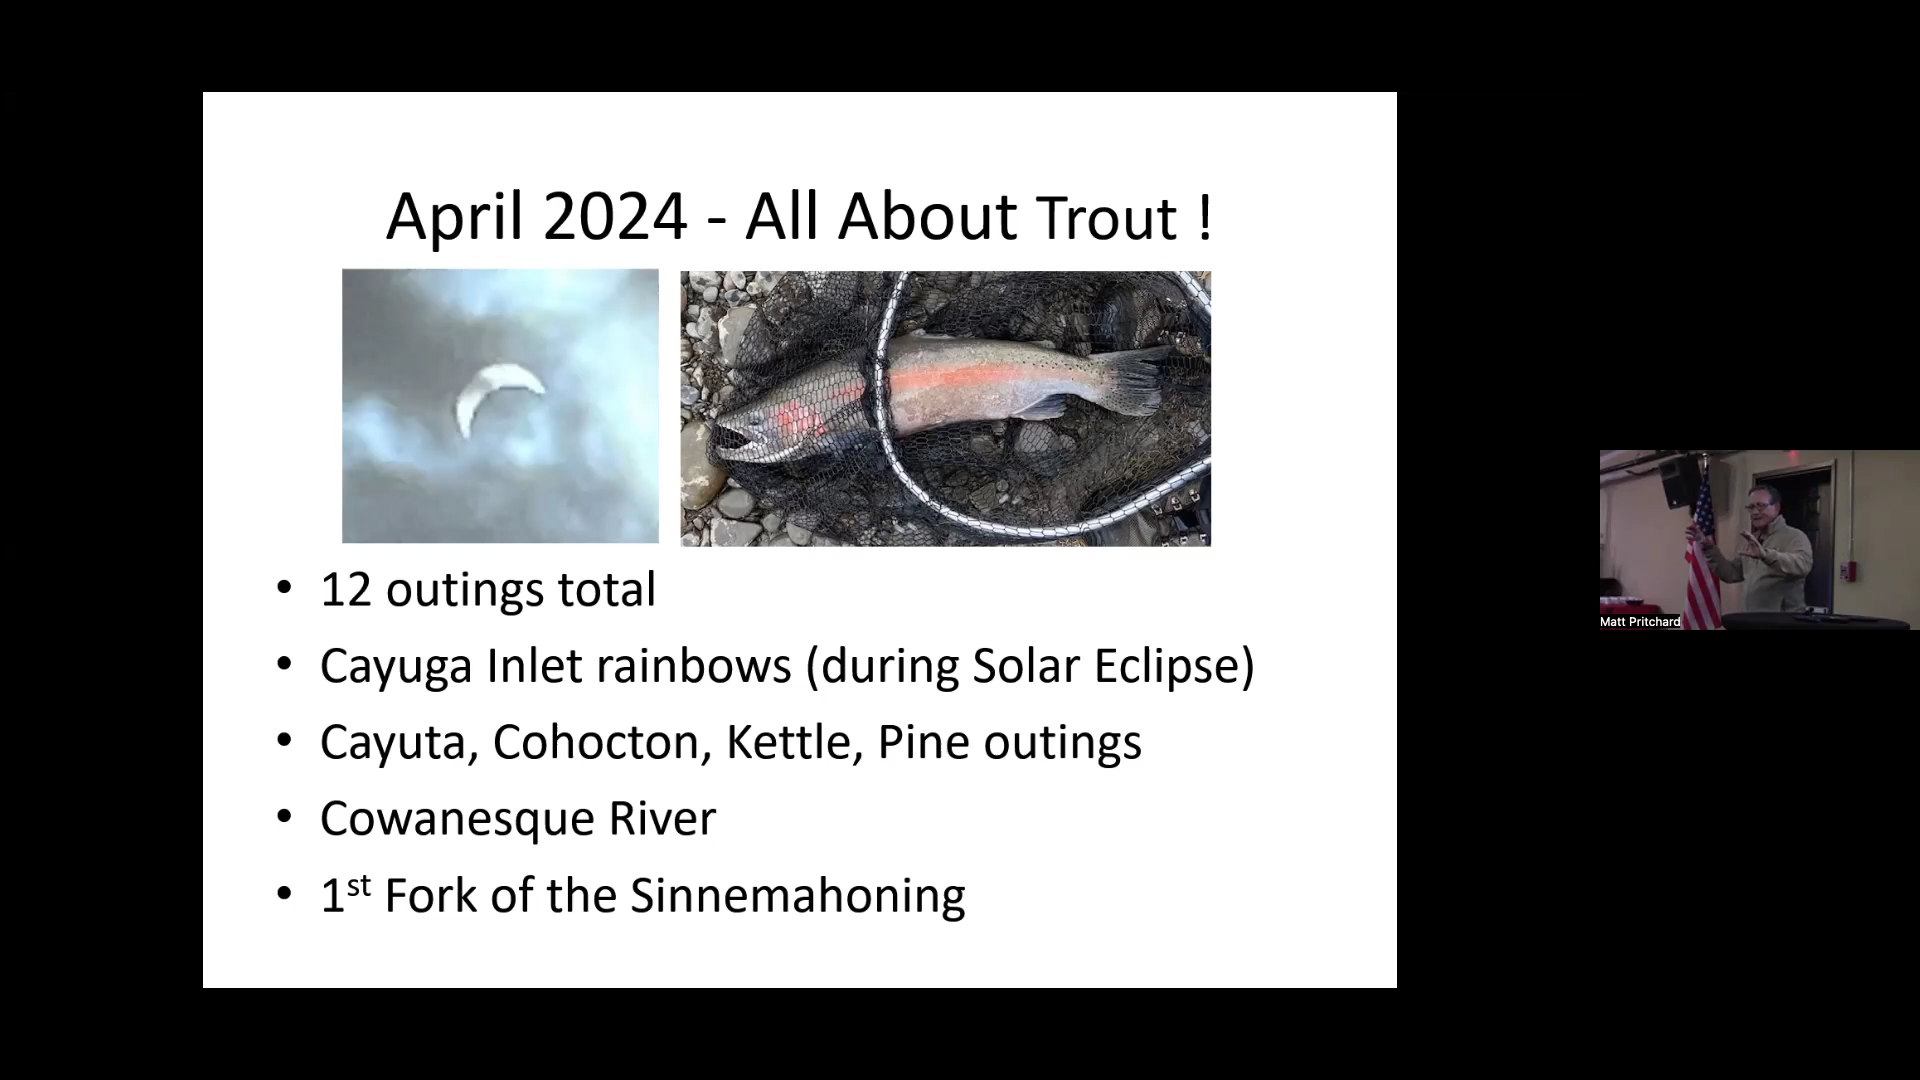 April 2024 - All About Trout !
• 12 outings total
• Cayuga Inlet rainbows (during Solar Eclipse)
• Cayuta, Cohocton, Kettle, Pine outings
• Cowanesque River
• 1st Fork of the Sinnemahoning
Matt Pritchard